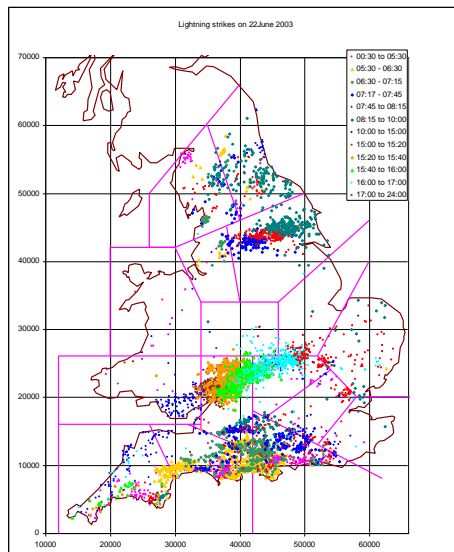 Lightning strikes on 22June 2003
70000
60000
50000
40000
30000
20000
10000
0
10000 20000 30000 40000 50000 60000
00:30 to 05:30
05:30 - 06:30
06:30 - 07:15
07:17 - 07:45
07:45 to 08:15
08:15 to 10:00
10:00 to 15:00
15:00 to 15:20
15:20 to 15:40
15:40 to 16:00
16:00 to 17:00
17:00 to 24:00